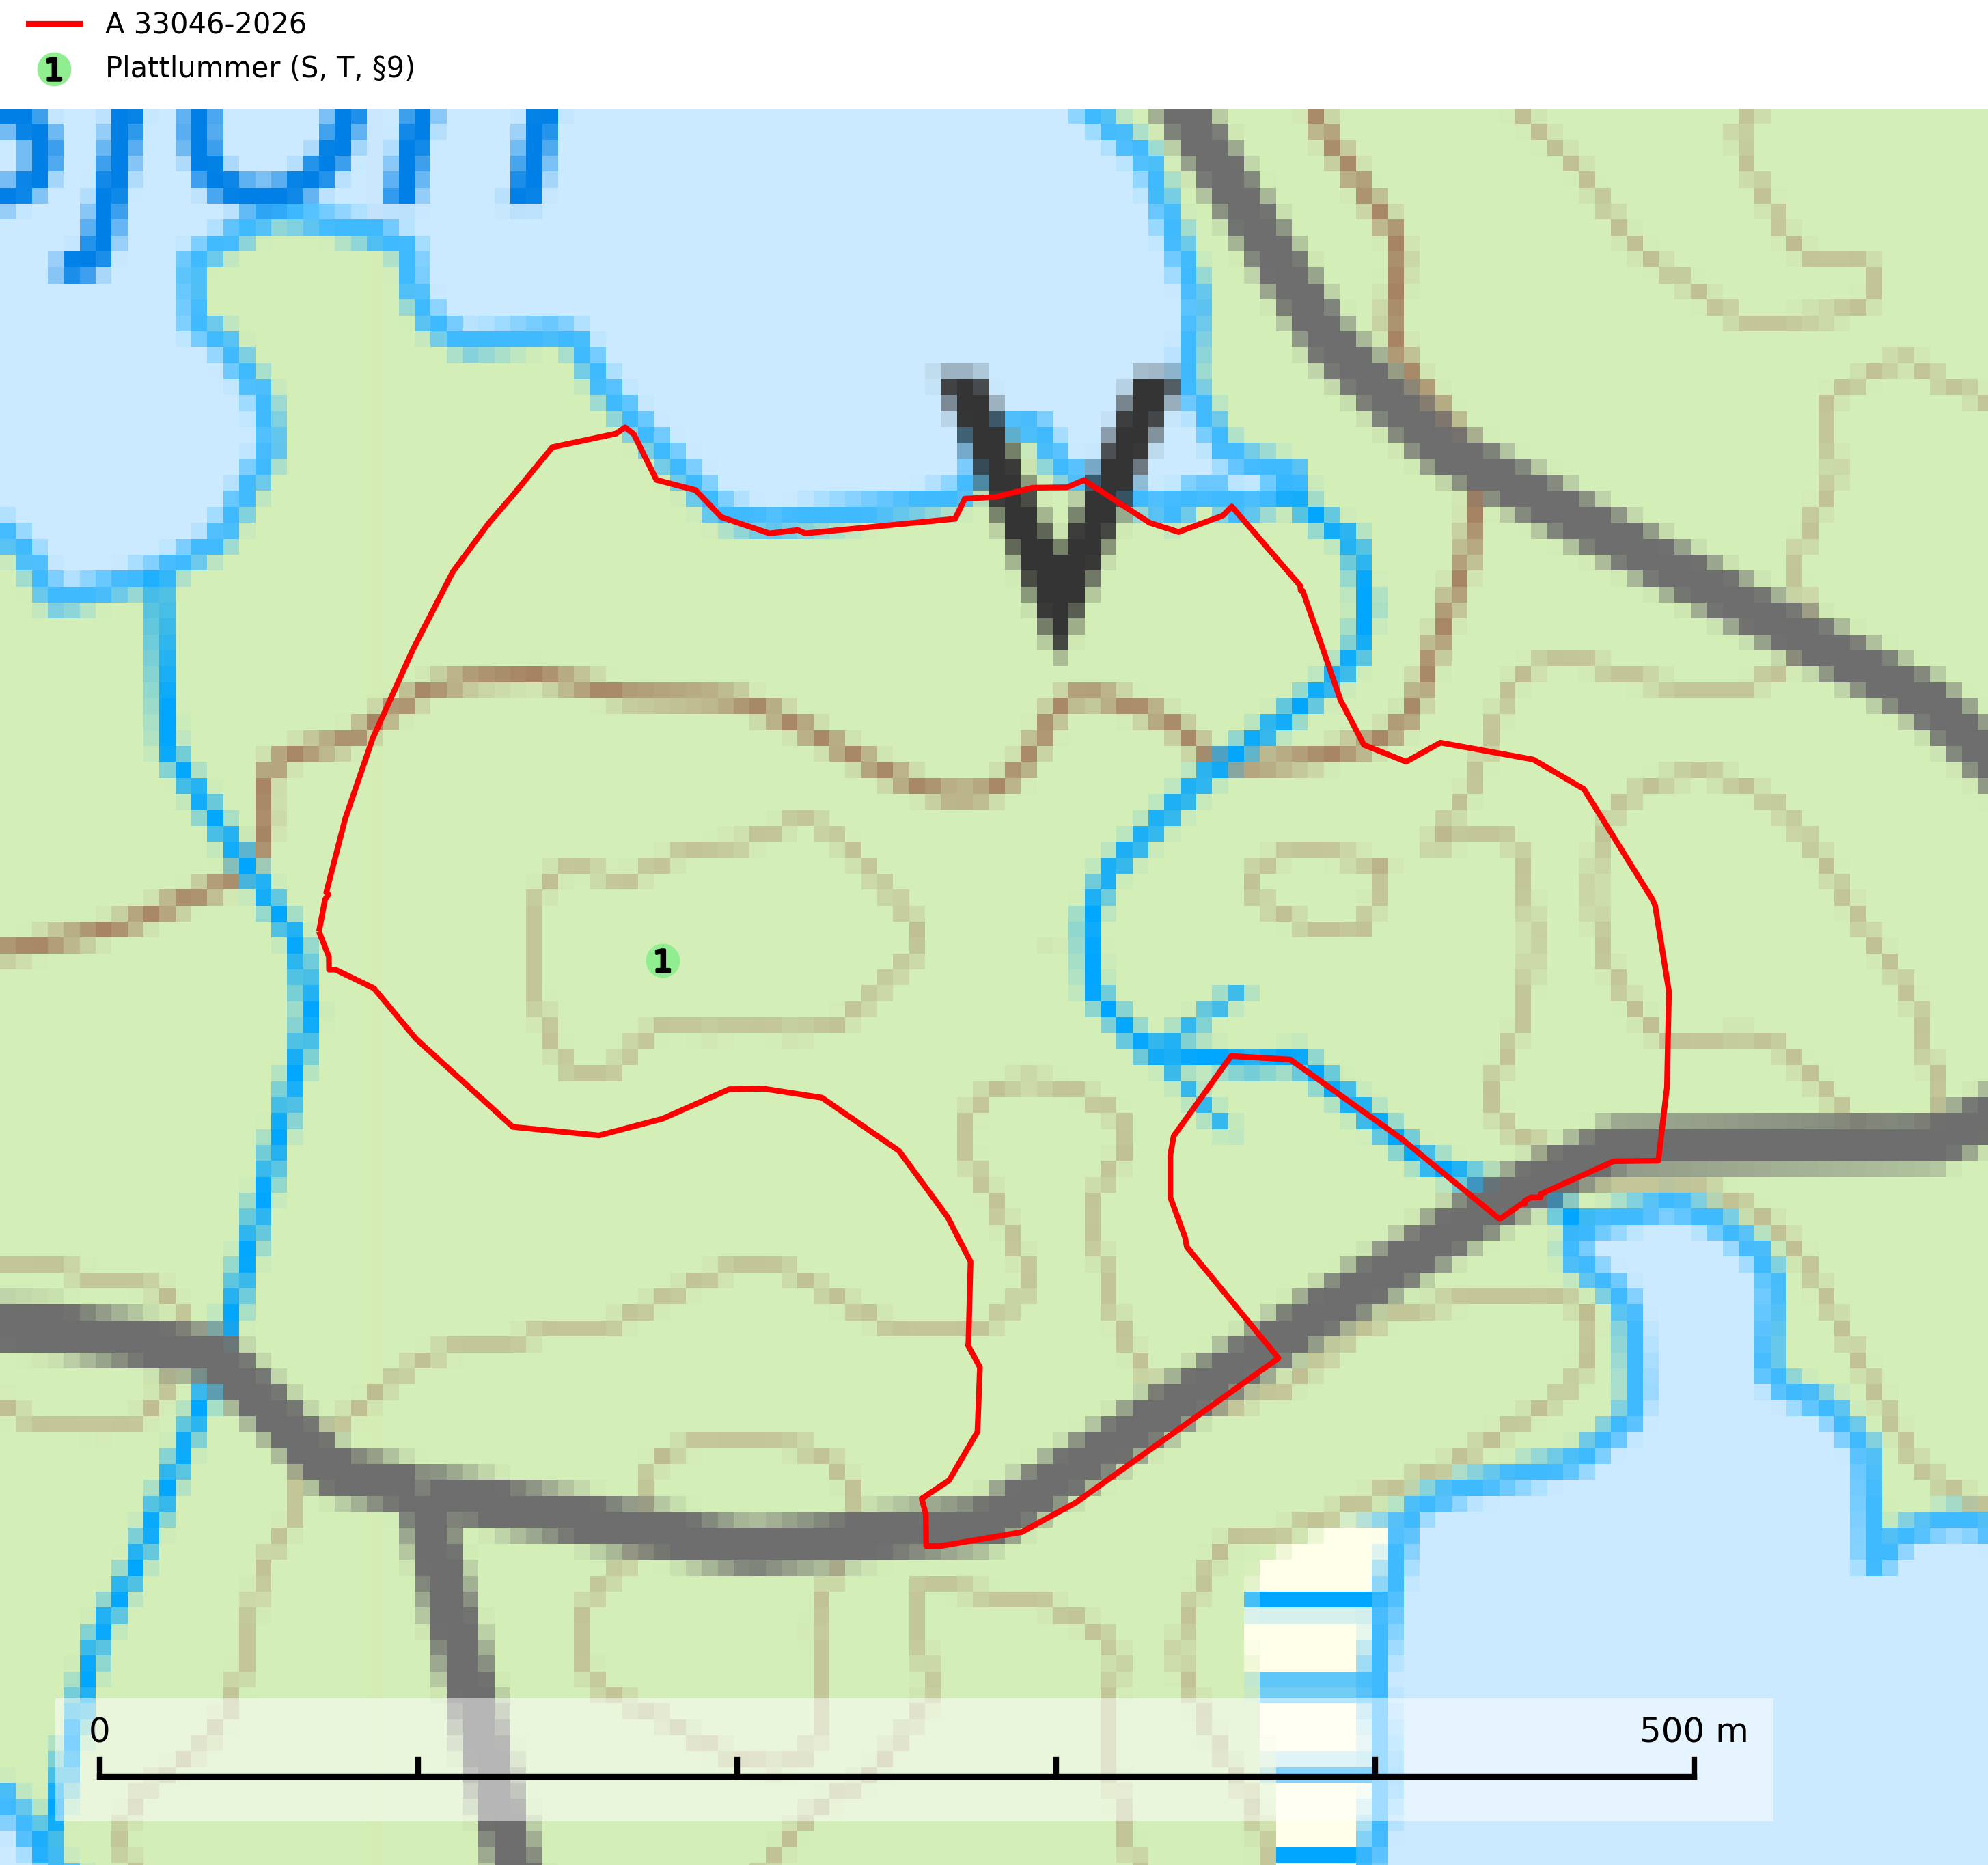 A 33046-2026
1 Plattlummer (S, T, §9)
V
1
0 500 m